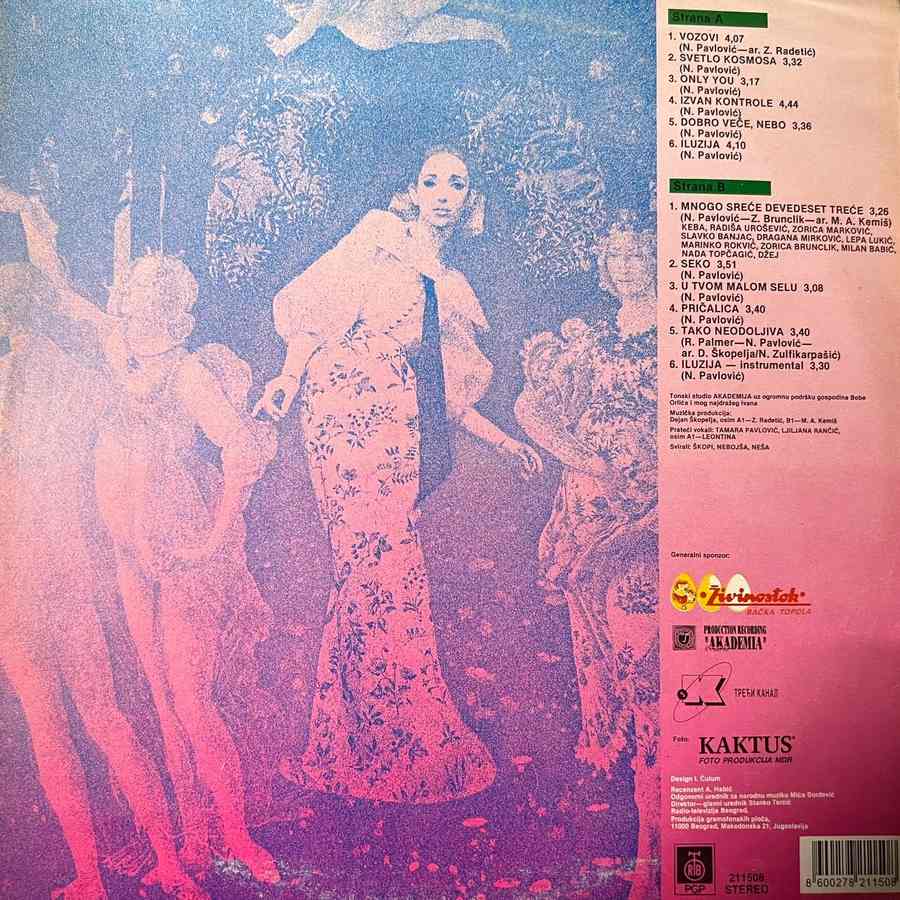 Strana A
1. VOZOVI 4,07
(N. Pavlović—ar. Z. Radetić)
2. SVETLO KOSMOSA 3,32
(N. Pavlović)
3. ONLY YOU 3,17
(N. Pavlović)
4. IZVAN KONTROLE 4,44
(N. Pavlović)
5. DOBRO VEČE, NEBO 3,36
(N. Pavlović)
6. ILUZIJA 4,10
(N. Pavlović)
Strana B
1. MNOGO SREĆE DEVEDESET TREĆE 3,26
(N. Pavlović—Z. Brunclik—ar. M. A. Kemiš)
KEBA, RADIŠA UROŠEVIĆ, ZORICA MARKOVIĆ,
SLAVKO BANJAC, DRAGANA MIRKOVIĆ, LEPA LUKIĆ,
MARINKO ROKVIĆ, ZORICA BRUNCLIK, MILAN BABIĆ,
NADA TOPČAGIĆ, DŽEJ
2. SEKO 3,51
(N. Pavlović)
3. U TVOM MALOM SELU 3,08
(N. Pavlović)
4. PRIČALICA 3,40
(N. Pavlović)
5. TAKO NEODOLJIVA 3,40
(R. Palmer—N. Pavlović—
ar. D. Škopelja/N. Zulfikarpašić)
6. ILUZIJA — instrumental 3,30
(N. Pavlović)
Tonski studio AKADEMIJA uz ogromnu podršku gospodina Bobe
Orlića i mog najdražeg Ivana
Muzička produkcija:
Dejan Škopelja, osim A1—Z. Radetić, B1—M. A. Kemiš
Prateći vokali: TAMARA PAVLOVIĆ, LJILJANA RANČIĆ,
osim A1—LEONTINA
Svirali: ŠKOPI, NEBOJŠA, NEŠA
Generalni sponzor:
Živinostok
BAČKA TOPOLA
PRODUCTION RECORDING
"AKADEMIA"
K
ТРЕЋИ КАНАЛ
Foto:
KAKTUS
FOTO PRODUKCIJA MDR
Design I. Ćulum
Recenzent A. Habić
Odgovorni urednik za narodnu muziku Mića Đorđević
Direktor—glavni urednik Stanko Terzić
Radio-televizija Beograd,
Produkcija gramofonskih ploča,
11000 Beograd, Makedonska 21, Jugoslavija
RTB
PGP
211508
STEREO
8 600278 211508